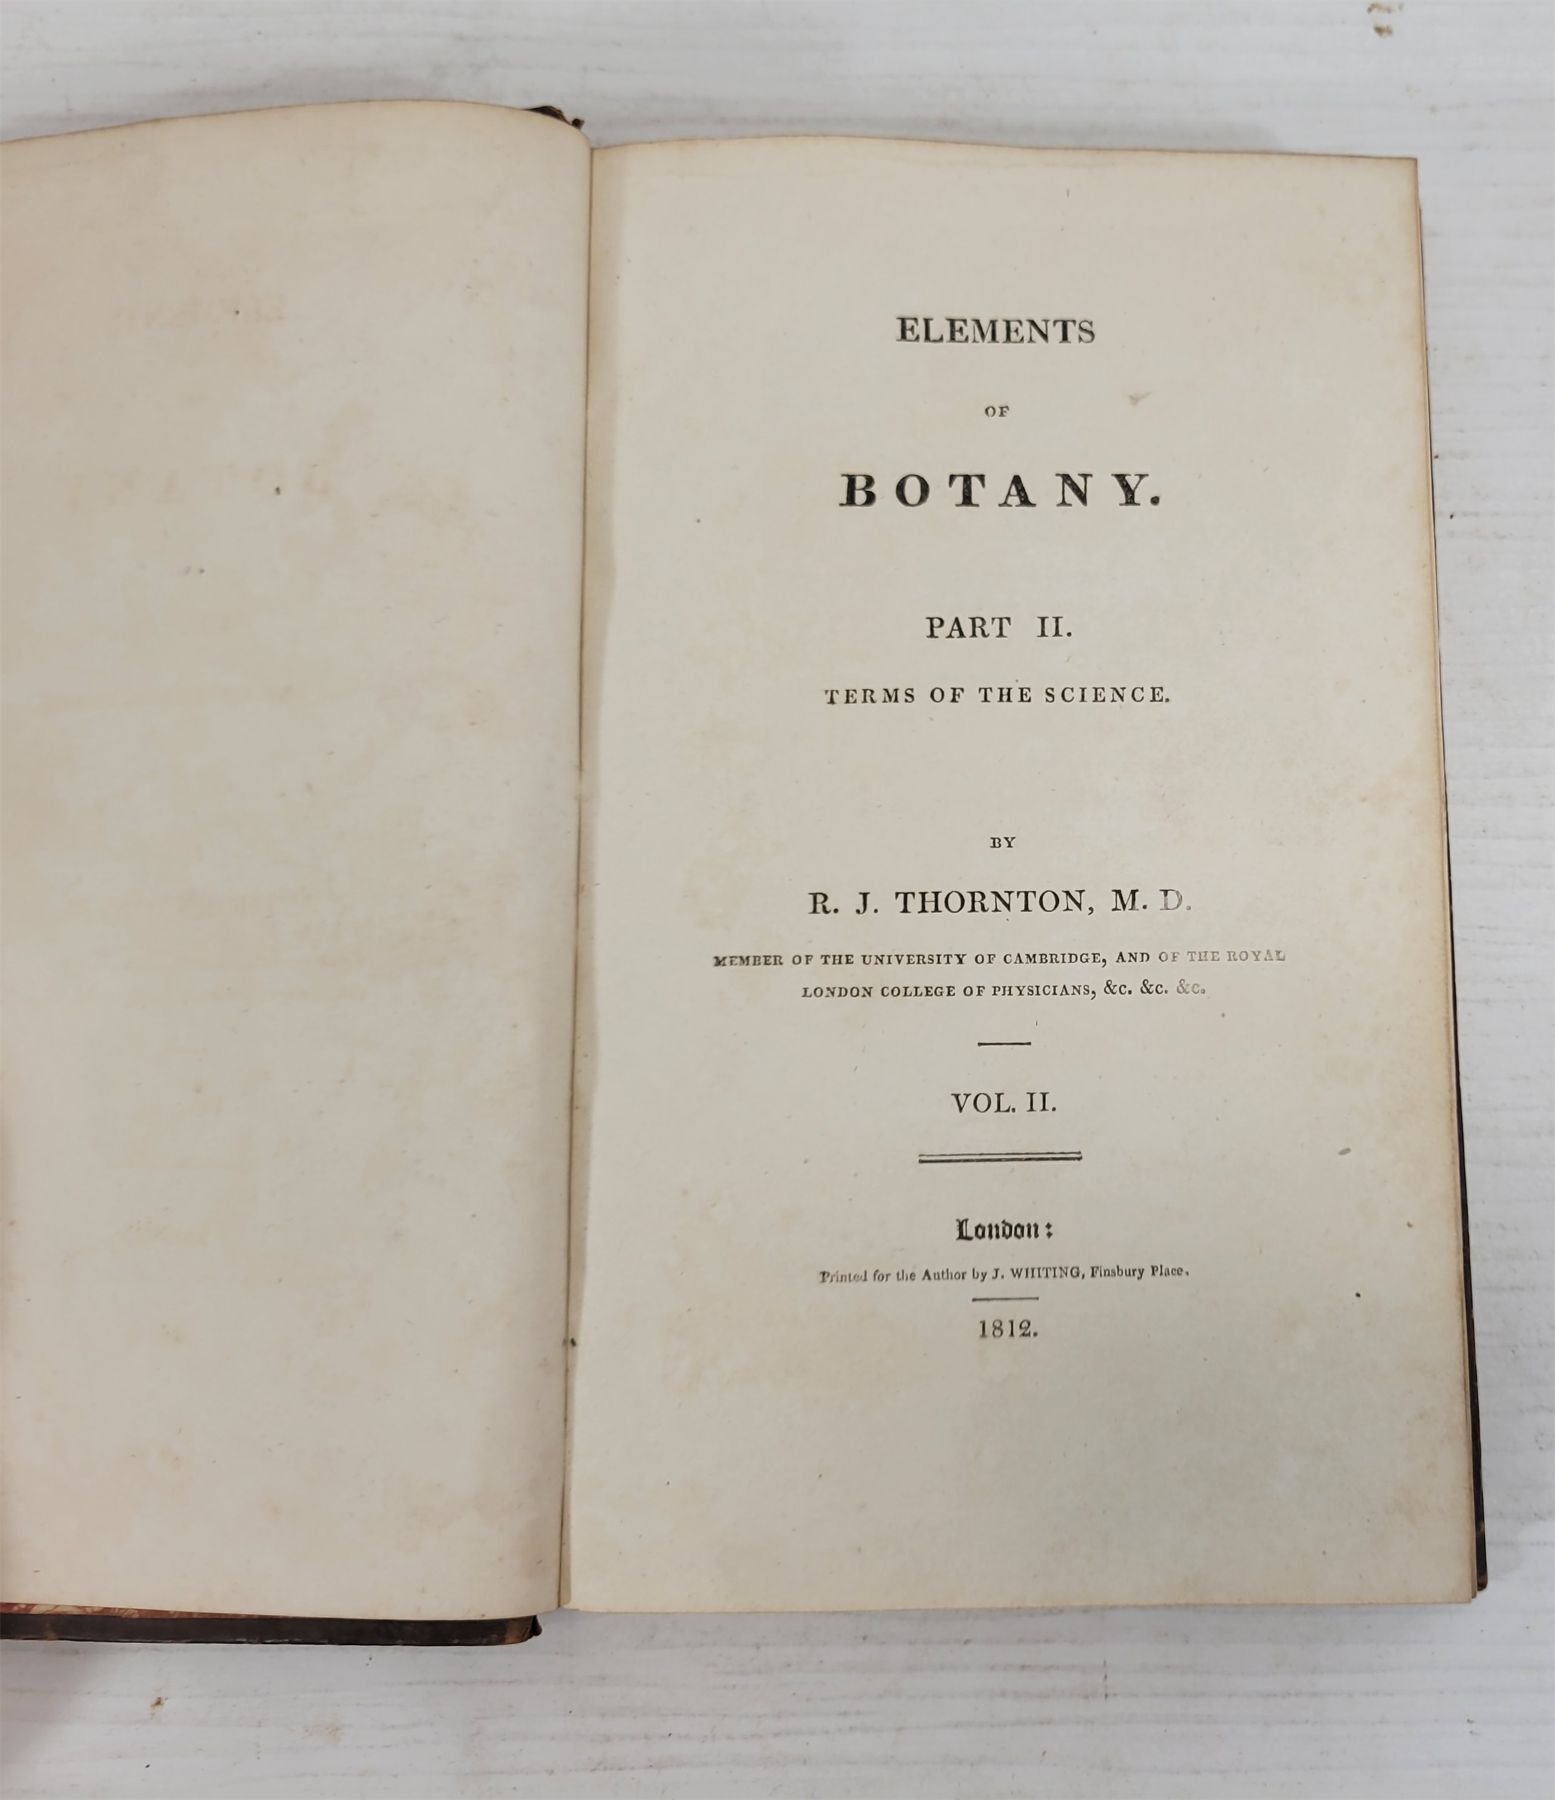 ELEMENTS
OF
BOTANY.
PART II.
TERMS OF THE SCIENCE.
BY
R. J. THORNTON, M. D.
MEMBER OF THE UNIVERSITY OF CAMBRIDGE, AND OF THE ROYAL
LONDON COLLEGE OF PHYSICIANS, &c. &c. &c.
VOL. II.
London:
Printed for the Author by J. WHITING, Finsbury Place.
1812.